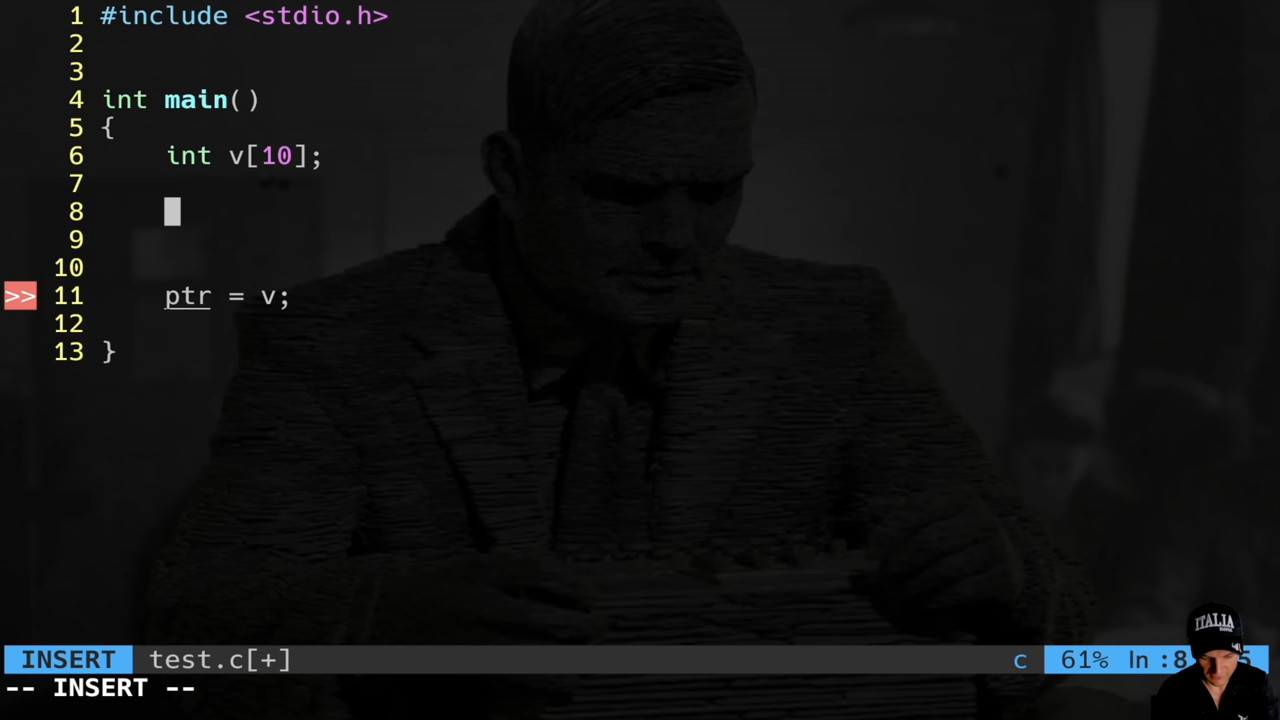 1 #include <stdio.h>
2
3
4 int main()
5 {
6 int v[10];
7
8
9
10
>> 11 ptr = v;
12
13 }
INSERT test.c[+] c 61% ln :8
-- INSERT --
ITALIA